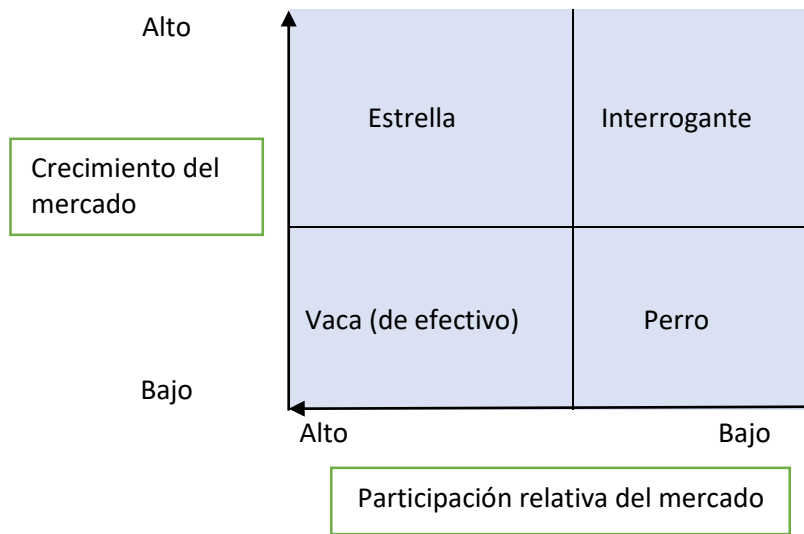 Alto
Estrella
Interrogante
Crecimiento del
mercado
Vaca (de efectivo)
Perro
Bajo
Alto
Bajo
Participación relativa del mercado